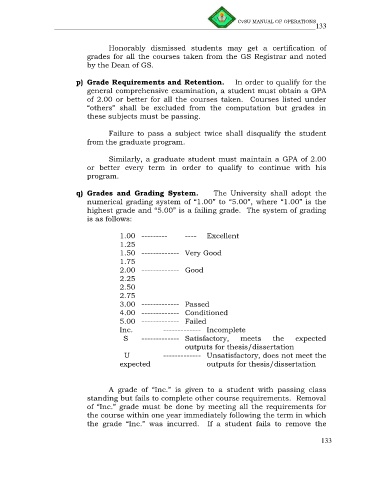 CvSU MANUAL OF OPERATIONS
133
Honorably dismissed students may get a certification of
grades for all the courses taken from the GS Registrar and noted
by the Dean of GS.
p) Grade Requirements and Retention. In order to qualify for the
general comprehensive examination, a student must obtain a GPA
of 2.00 or better for all the courses taken. Courses listed under
“others” shall be excluded from the computation but grades in
these subjects must be passing.
Failure to pass a subject twice shall disqualify the student
from the graduate program.
Similarly, a graduate student must maintain a GPA of 2.00
or better every term in order to qualify to continue with his
program.
q) Grades and Grading System. The University shall adopt the
numerical grading system of “1.00” to “5.00”, where “1.00” is the
highest grade and “5.00” is a failing grade. The system of grading
is as follows:
1.00 --------- ---- Excellent
1.25
1.50 ------------- Very Good
1.75
2.00 ------------- Good
2.25
2.50
2.75
3.00 ------------- Passed
4.00 ------------- Conditioned
5.00 ------------- Failed
Inc. ------------- Incomplete
S ------------- Satisfactory, meets the expected
outputs for thesis/dissertation
U ------------- Unsatisfactory, does not meet the
expected outputs for thesis/dissertation
A grade of “Inc.” is given to a student with passing class
standing but fails to complete other course requirements. Removal
of “Inc.” grade must be done by meeting all the requirements for
the course within one year immediately following the term in which
the grade “Inc.” was incurred. If a student fails to remove the
133